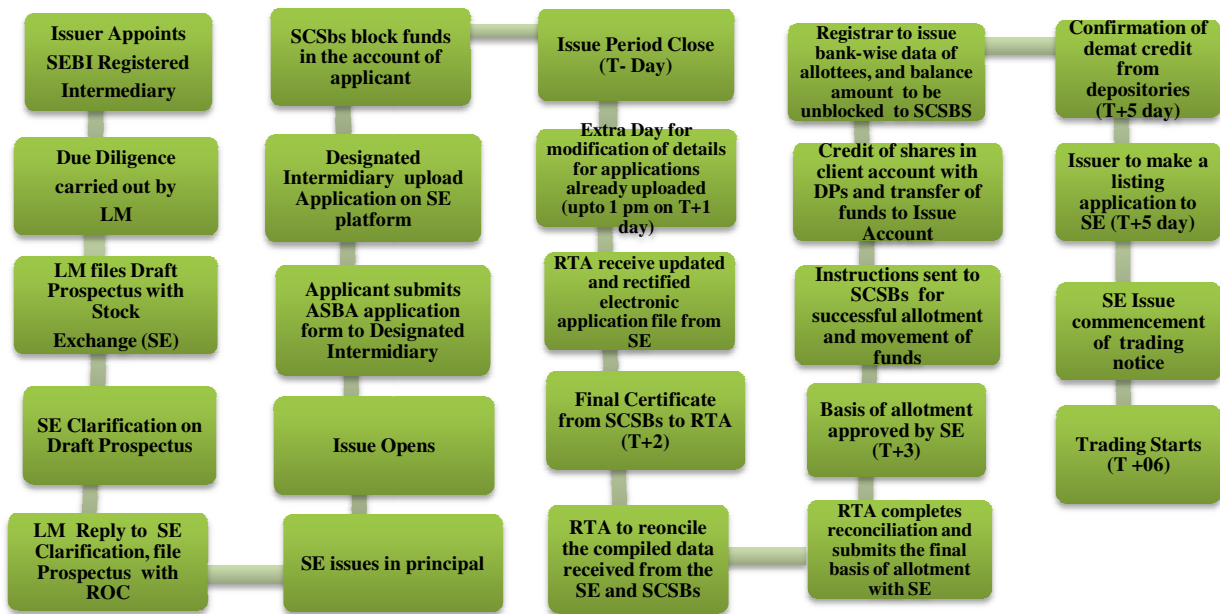 Issuer Appoints
SEBI Registered
Intermediary
Due Diligence
carried out by
LM
LM files Draft
Prospectus with
Stock
Exchange (SE)
SE Clarification on
Draft Prospectus
LM Reply to SE
Clarification, file
Prospectus with
ROC
SE issues in principal
Issue Opens
Applicant submits
ASBA application
form to Designated
Intermidiary
Designated
Intermidiary upload
Application on SE
platform
SCSbs block funds
in the account of
applicant
Issue Period Close
(T- Day)
Extra Day for
modification of details
for applications
already uploaded
(upto 1 pm on T+1
day)
RTA receive updated
and rectified
electronic
application file from
SE
Final Certificate
from SCSBs to RTA
(T+2)
RTA to reconcile
the compiled data
received from the
SE and SCSBs
RTA completes
reconciliation and
submits the final
basis of allotment
with SE
Basis of allotment
approved by SE
(T+3)
Instructions sent to
SCSBs for
successful allotment
and movement of
funds
Credit of shares in
client account with
DPs and transfer of
funds to Issue
Account
Registrar to issue
bank-wise data of
allottees, and balance
amount to be
unblocked to SCSBS
Confirmation of
demat credit
from
depositories
(T+5 day)
Issuer to make a
listing
application to
SE (T+5 day)
SE Issue
commencement
of trading
notice
Trading Starts
(T +06)